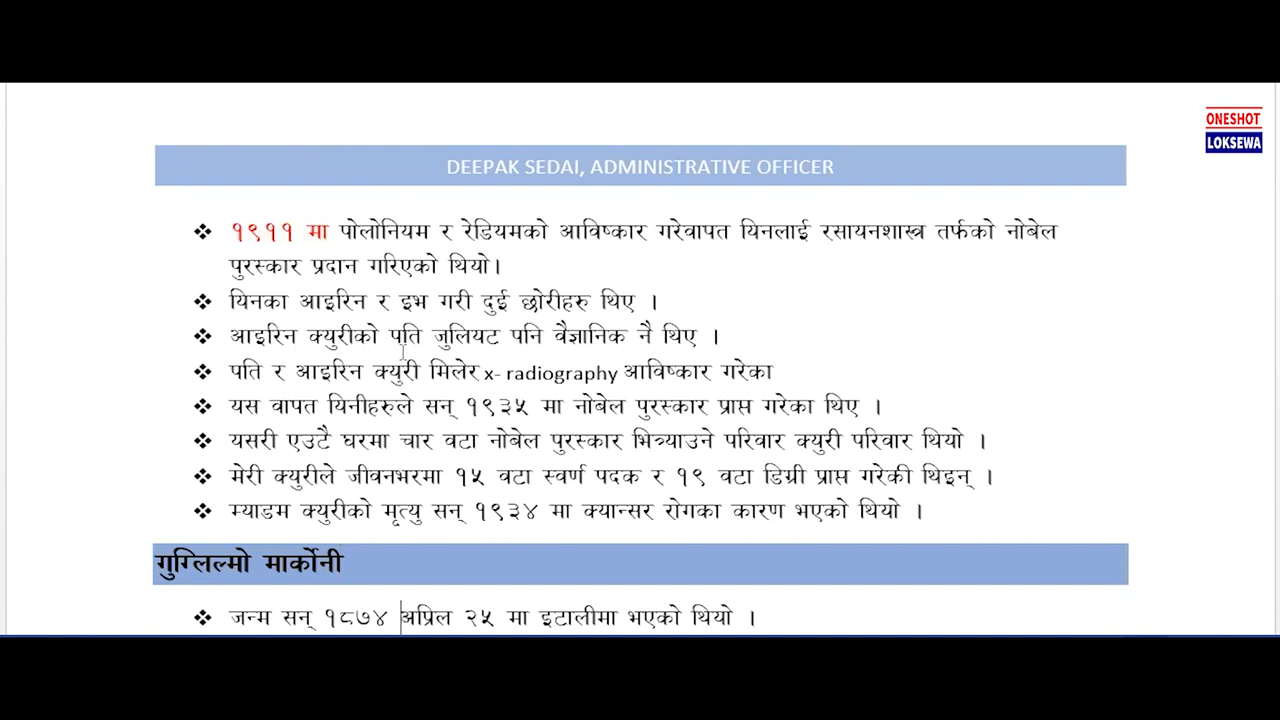 ONESHOT
LOKSEWA
DEEPAK SEDAI, ADMINISTRATIVE OFFICER
❖ १९११ मा पोलोनियम र रेडियमको आविष्कार गरेवापत यिनलाई रसायनशास्त्र तर्फको नोबेल
पुरस्कार प्रदान गरिएको थियो।
❖ यिनका आइरिन र इभ गरी दुई छोरीहरु थिए ।
❖ आइरिन क्युरीको पति जुलियट पनि वैज्ञानिक नै थिए ।
❖ पति र आइरिन क्युरी मिलेर x- radiography आविष्कार गरेका
❖ यस वापत यिनीहरुले सन् १९३५ मा नोबेल पुरस्कार प्राप्त गरेका थिए ।
❖ यसरी एउटै घरमा चार वटा नोबेल पुरस्कार भित्र्याउने परिवार क्युरी परिवार थियो ।
❖ मेरी क्युरीले जीवनभरमा १५ वटा स्वर्ण पदक र १९ वटा डिग्री प्राप्त गरेकी थिइन् ।
❖ म्याडम क्युरीको मृत्यु सन् १९३४ मा क्यान्सर रोगका कारण भएको थियो ।
गुग्लिल्मो मार्कोनी
❖ जन्म सन् १८७४ अप्रिल २५ मा इटालीमा भएको थियो ।